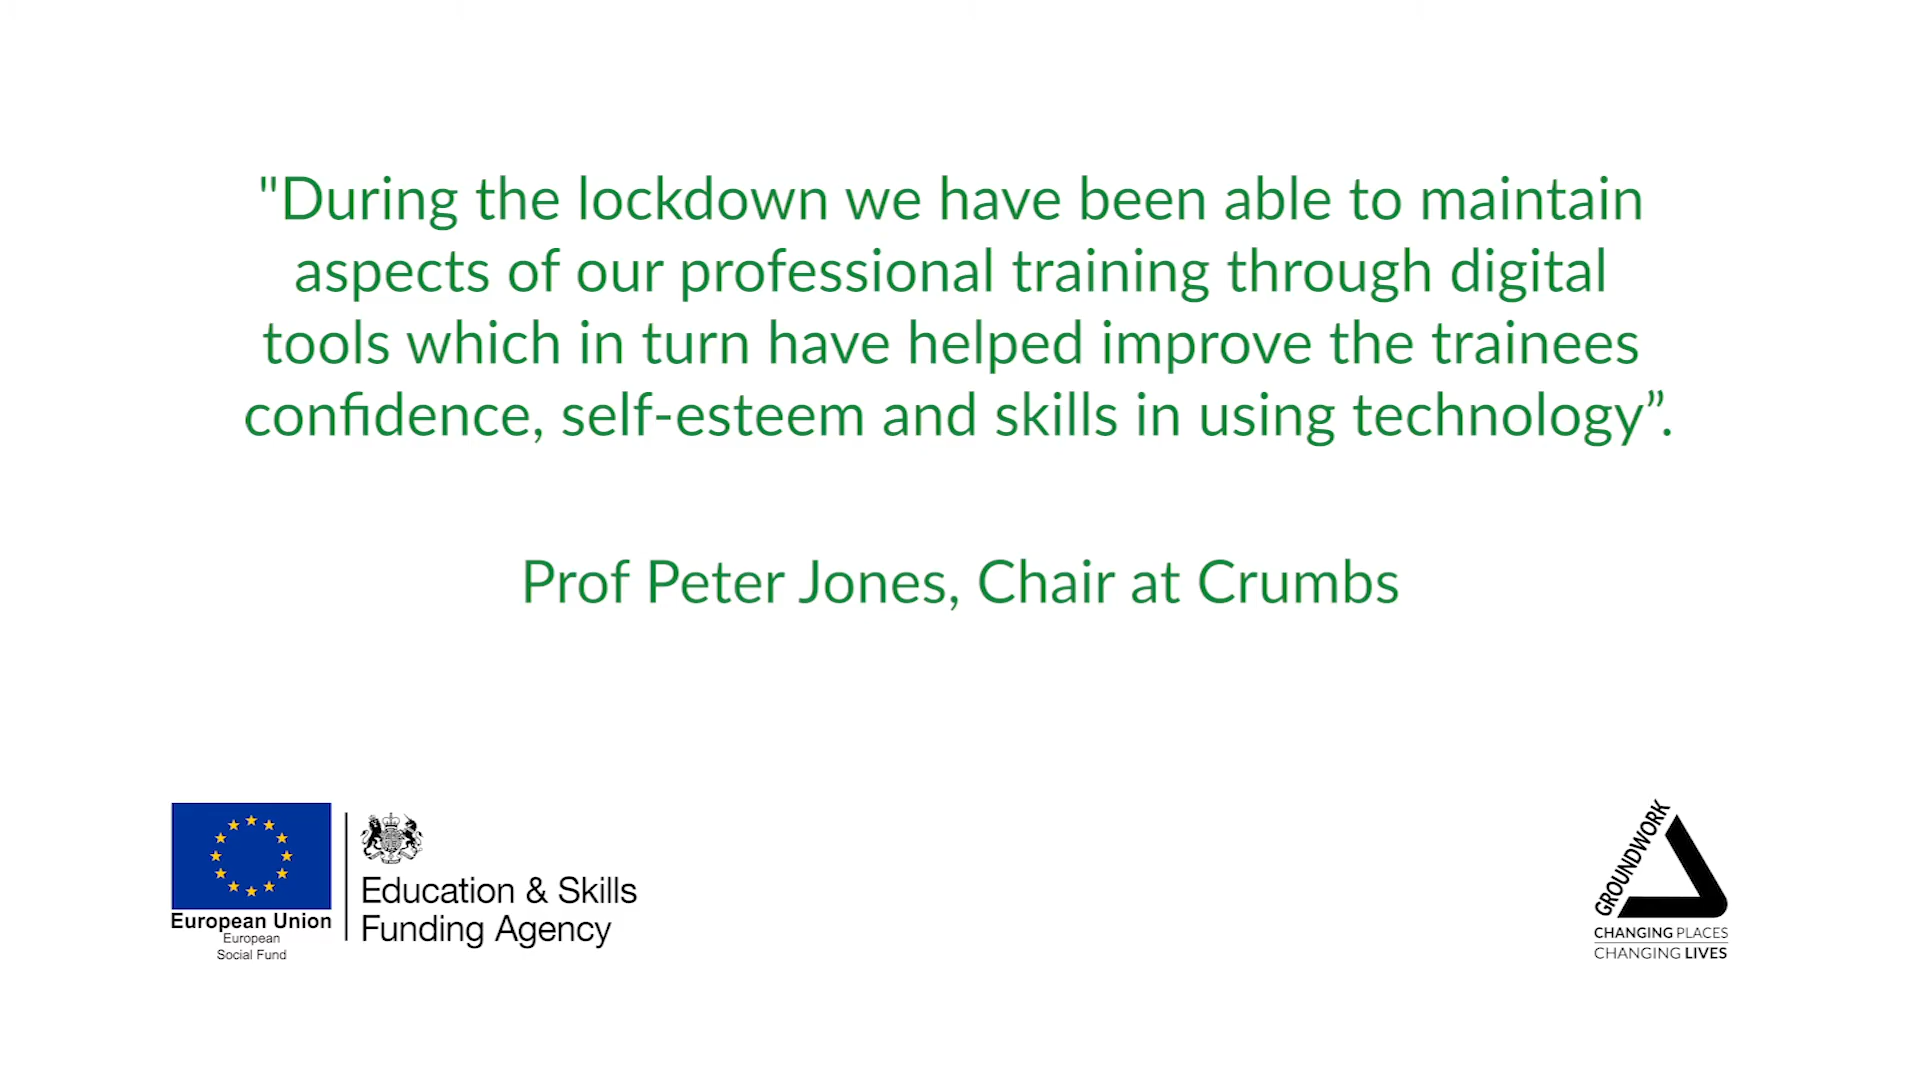 "During the lockdown we have been able to maintain
aspects of our professional training through digital
tools which in turn have helped improve the trainees
confidence, self-esteem and skills in using technology”.
Prof Peter Jones, Chair at Crumbs
European Union
European
Social Fund
Education & Skills
Funding Agency
GROUNDWORK
CHANGING PLACES
CHANGING LIVES